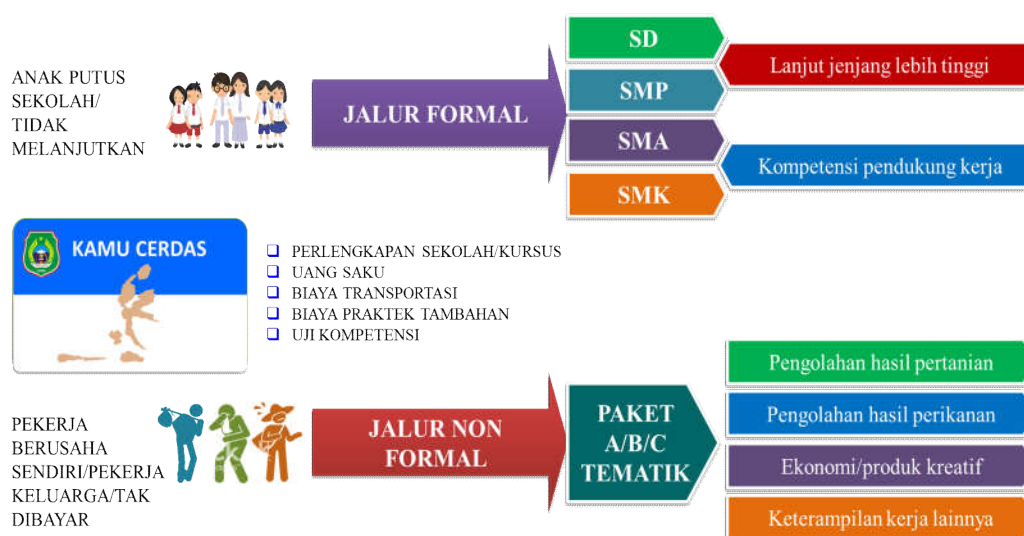 ANAK PUTUS
SEKOLAH/
TIDAK
MELANJUTKAN
JALUR FORMAL
SD
SMP
SMA
SMK
Lanjut jenjang lebih tinggi
Kompetensi pendukung kerja
KAMU CERDAS
PERLENGKAPAN SEKOLAH/KURSUS
UANG SAKU
BIAYA TRANSPORTASI
BIAYA PRAKTEK TAMBAHAN
UJI KOMPETENSI
PEKERJA
BERUSAHA
SENDIRI/PEKERJA
KELUARGA/TAK
DIBAYAR
JALUR NON
FORMAL
PAKET
A/B/C
TEMATIK
Pengolahan hasil pertanian
Pengolahan hasil perikanan
Ekonomi/produk kreatif
Keterampilan kerja lainnya